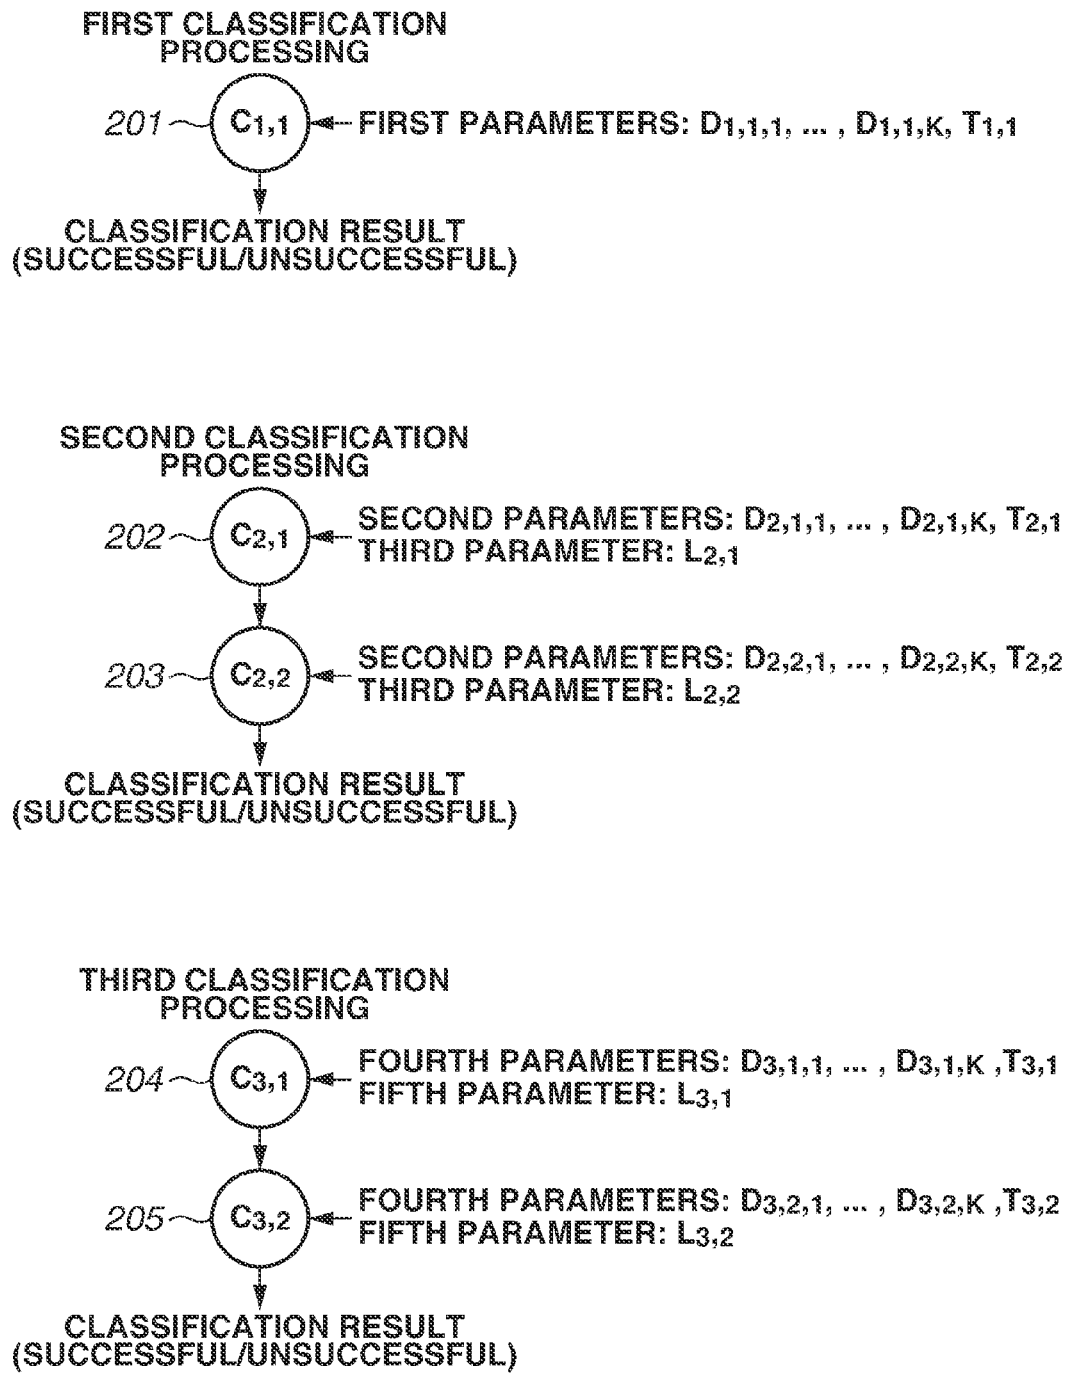 FIRST CLASSIFICATION
PROCESSING
201 C1,1 FIRST PARAMETERS: D1,1,1, ... , D1,1,K, T1,1
CLASSIFICATION RESULT
(SUCCESSFUL/UNSUCCESSFUL)
SECOND CLASSIFICATION
PROCESSING
202 C2,1 SECOND PARAMETERS: D2,1,1, ... , D2,1,K, T2,1
THIRD PARAMETER: L2,1
203 C2,2 SECOND PARAMETERS: D2,2,1, ... , D2,2,K, T2,2
THIRD PARAMETER: L2,2
CLASSIFICATION RESULT
(SUCCESSFUL/UNSUCCESSFUL)
THIRD CLASSIFICATION
PROCESSING
204 C3,1 FOURTH PARAMETERS: D3,1,1, ... , D3,1,K ,T3,1
FIFTH PARAMETER: L3,1
205 C3,2 FOURTH PARAMETERS: D3,2,1, ... , D3,2,K ,T3,2
FIFTH PARAMETER: L3,2
CLASSIFICATION RESULT
(SUCCESSFUL/UNSUCCESSFUL)